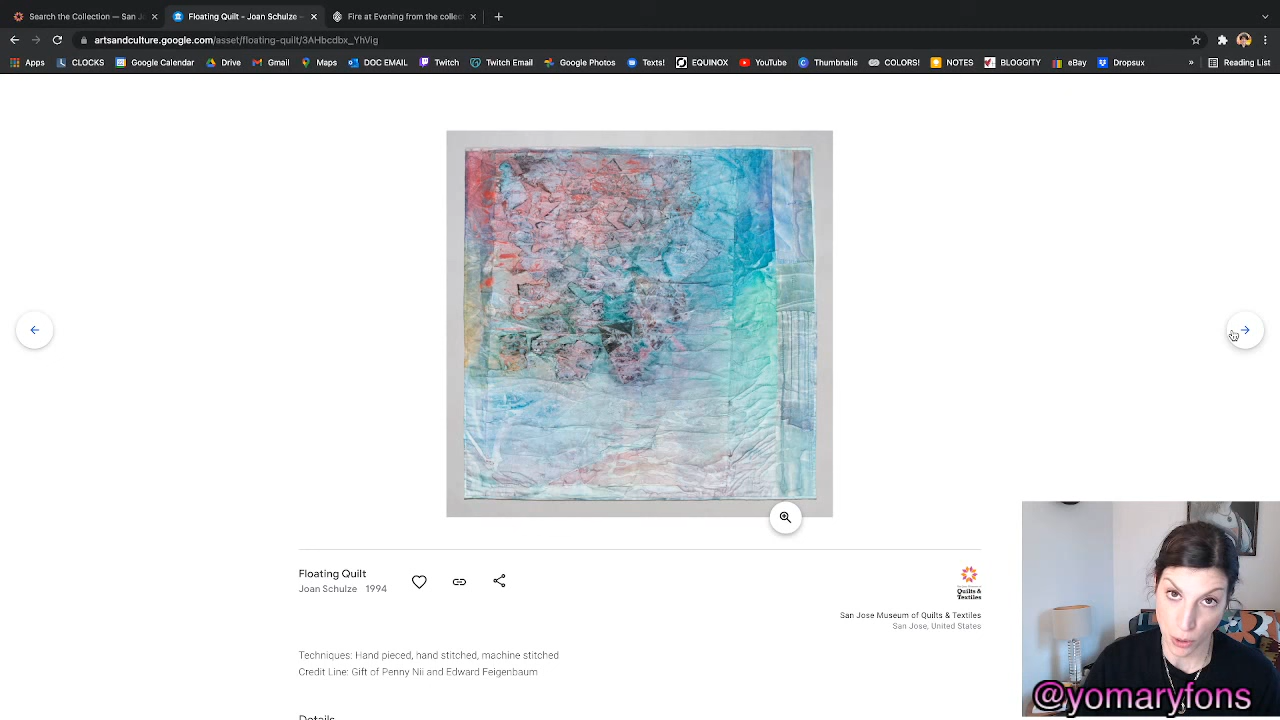 Search the Collection — San Jo
Floating Quilt – Joan Schulze –
Fire at Evening from the collec
artsandculture.google.com/asset/floating-quilt/3AHbcdbx_YhVig
Apps CLOCKS Google Calendar Drive Gmail Maps DOC EMAIL Twitch Twitch Email Google Photos Texts! EQUINOX YouTube Thumbnails COLORS! NOTES BLOGGITY eBay Dropsux » Reading List
Floating Quilt
Joan Schulze 1994
Quilts &
Textiles
San Jose Museum of Quilts & Textiles
San Jose, United States
Techniques: Hand pieced, hand stitched, machine stitched
Credit Line: Gift of Penny Nii and Edward Feigenbaum
@yomaryfons
Details